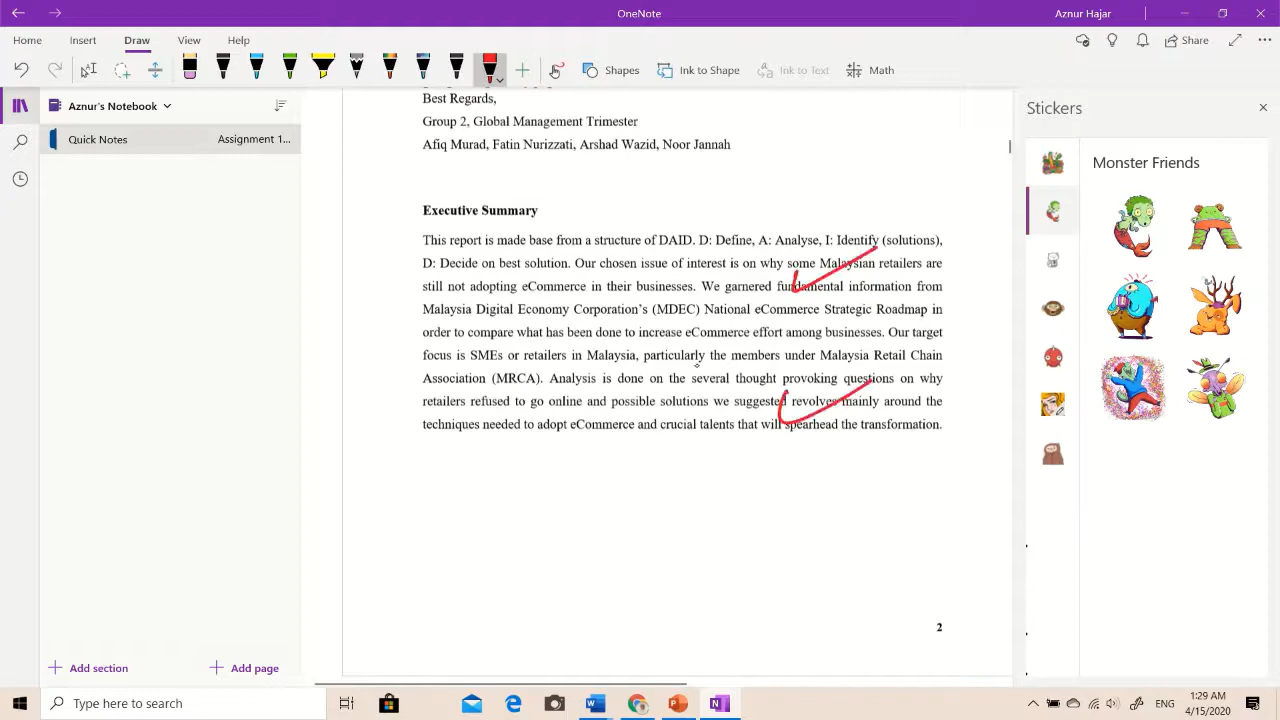 OneNote
Aznur Hajar
Home
Insert
Draw
View
Help
Share
Shapes
Ink to Shape
Ink to Text
Math
Aznur's Notebook
Quick Notes
Assignment 1...
Best Regards,
Group 2, Global Management Trimester
Afiq Murad, Fatin Nurizzati, Arshad Wazid, Noor Jannah
Executive Summary
This report is made base from a structure of DAID. D: Define, A: Analyse, I: Identify (solutions),
D: Decide on best solution. Our chosen issue of interest is on why some Malaysian retailers are
still not adopting eCommerce in their businesses. We garnered fundamental information from
Malaysia Digital Economy Corporation's (MDEC) National eCommerce Strategic Roadmap in
order to compare what has been done to increase eCommerce effort among businesses. Our target
focus is SMEs or retailers in Malaysia, particularly the members under Malaysia Retail Chain
Association (MRCA). Analysis is done on the several thought provoking questions on why
retailers refused to go online and possible solutions we suggested revolves mainly around the
techniques needed to adopt eCommerce and crucial talents that will spearhead the transformation.
2
Stickers
Monster Friends
Add section
Add page
Type here to search
ENG
1:29 AM
4/15/2020